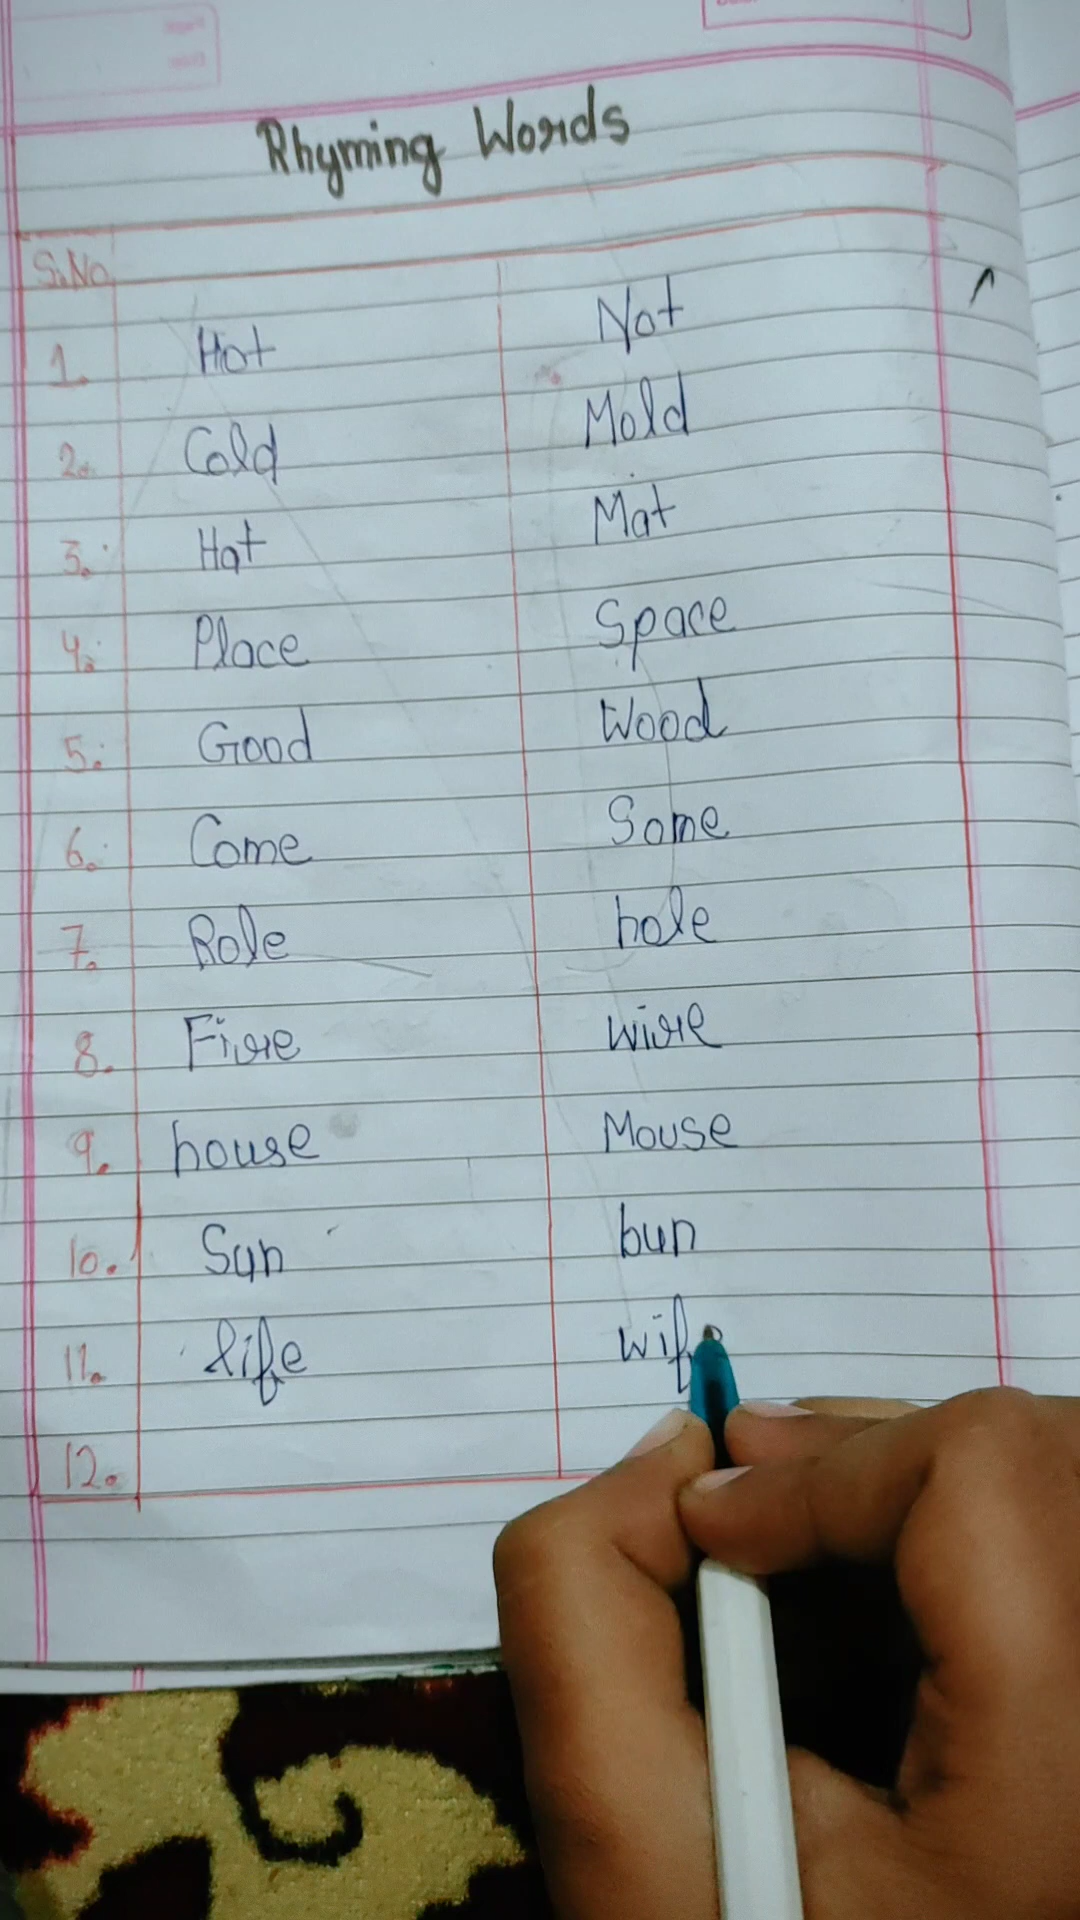 Rhyming Words
S.No.
1. Hot Not
2. Cold Mold
3. Hat Mat
4. Place Space
5. Good Wood
6. Come Some
7. Role hole
8. Fire wire
9. house Mouse
10. Sun bun
11. life wif
12.